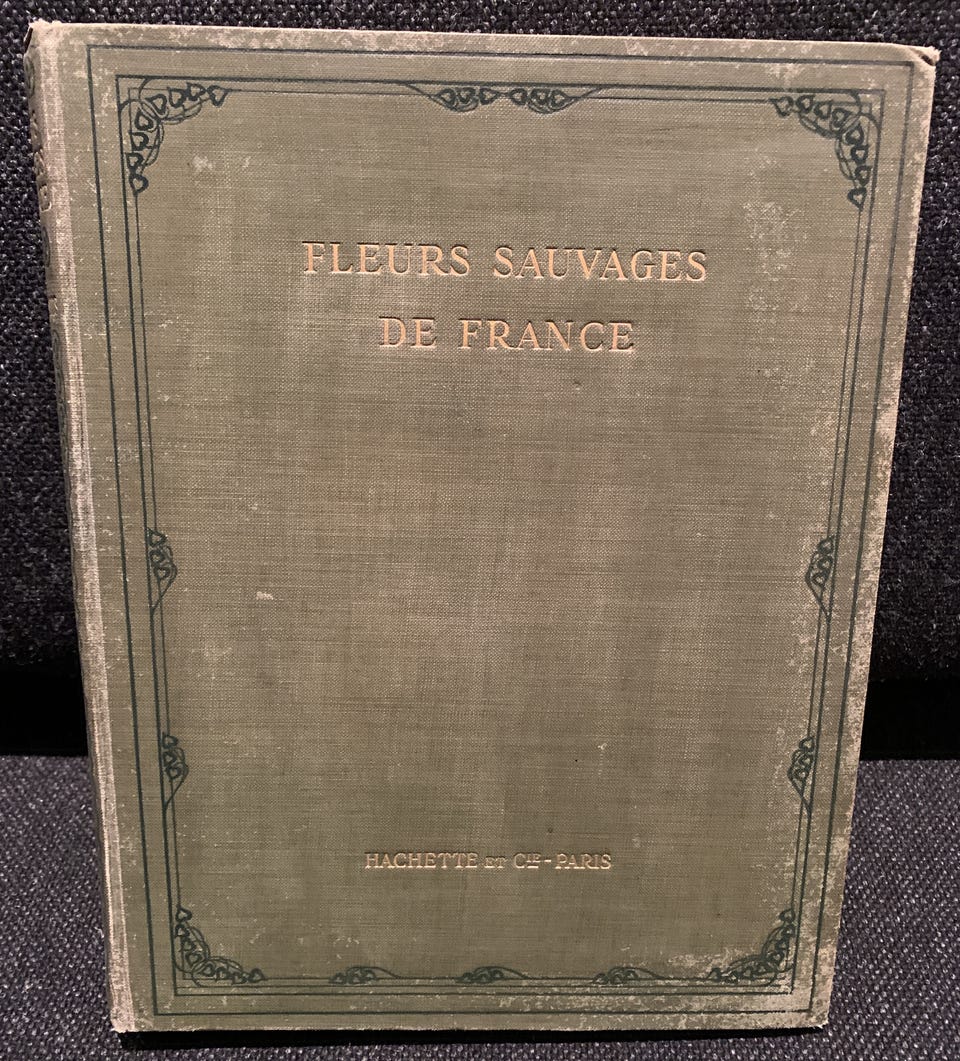 FLEURS SAUVAGES
DE FRANCE
HACHETTE ET CIE - PARIS